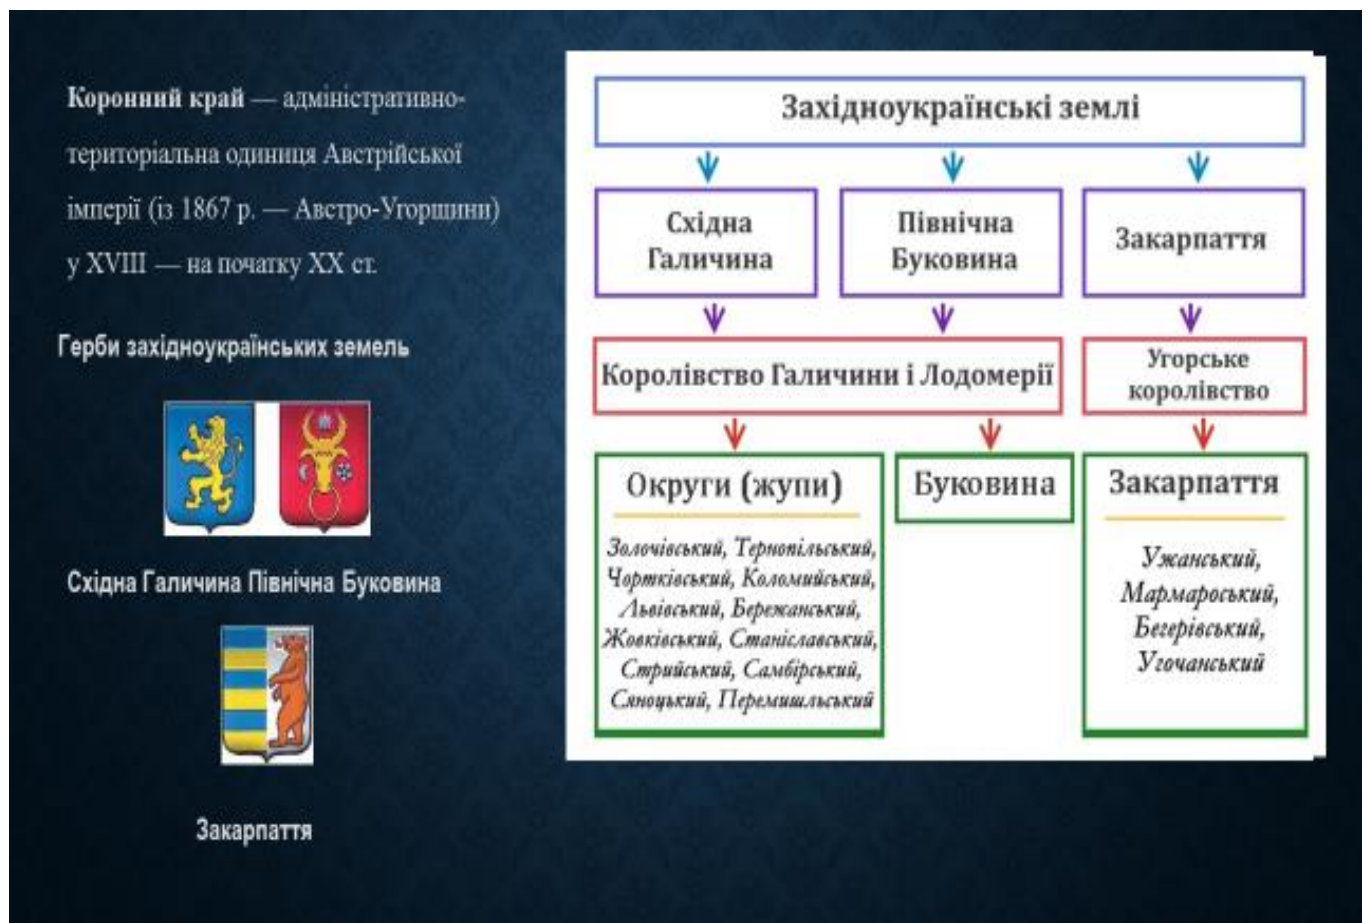 Коронний край — адміністративно-
територіальна одиниця Австрійської
імперії (із 1867 р. — Австро-Угорщини)
у XVIII — на початку XX ст.
Герби західноукраїнських земель
Східна Галичина Північна Буковина
Закарпаття
Західноукраїнські землі
Східна
Галичина
Північна
Буковина
Закарпаття
Королівство Галичини і Лодомерії
Угорське
королівство
Округи (жупи)
Золочівський, Тернопільський,
Чортківський, Коломийський,
Львівський, Бережанський,
Жовківський, Станіславський,
Стрийський, Самбірський,
Сяноцький, Перемишльський
Буковина
Закарпаття
Ужанський,
Мармароський,
Бегерівський,
Угочанський